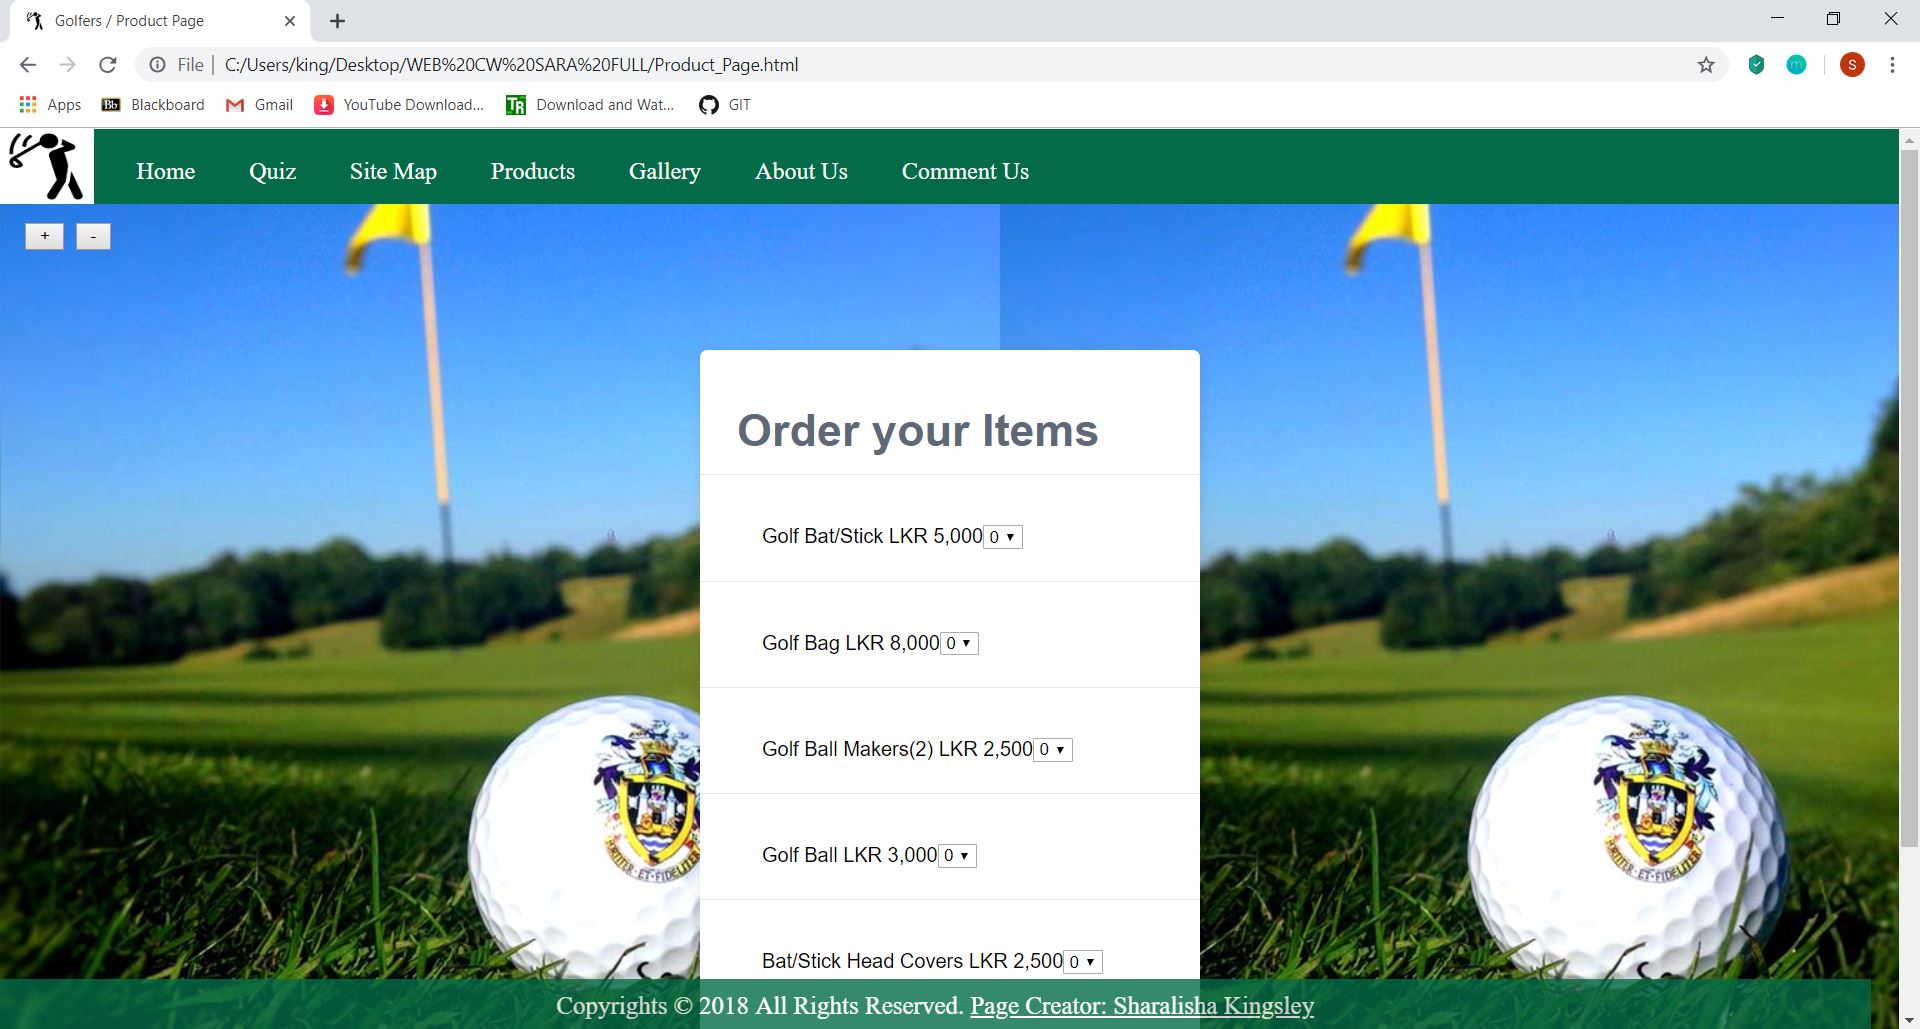 Golfers / Product Page
File | C:/Users/king/Desktop/WEB%20CW%20SARA%20FULL/Product_Page.html
S
Apps Bb Blackboard Gmail YouTube Download... TR Download and Wat... GIT
Home Quiz Site Map Products Gallery About Us Comment Us
+ -
Order your Items
Golf Bat/Stick LKR 5,000 0
Golf Bag LKR 8,000 0
Golf Ball Makers(2) LKR 2,500 0
Golf Ball LKR 3,000 0
Bat/Stick Head Covers LKR 2,500 0
Copyrights © 2018 All Rights Reserved. Page Creator: Sharalisha Kingsley